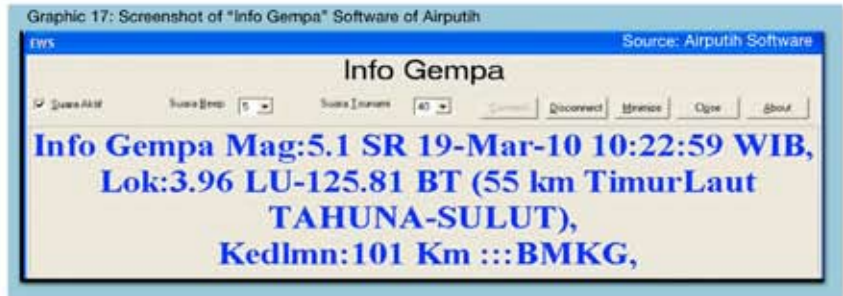 Graphic 17: Screenshot of "Info Gempa" Software of Airputih
EWS Source: Airputih Software
Info Gempa
Suara Aktif Suara Beep 5 Suara Tsunami 40 Connect Disconnect Minimize Close About
Info Gempa Mag:5.1 SR 19-Mar-10 10:22:59 WIB,
Lok:3.96 LU-125.81 BT (55 km TimurLaut
TAHUNA-SULUT),
Kedlmn:101 Km :::BMKG,